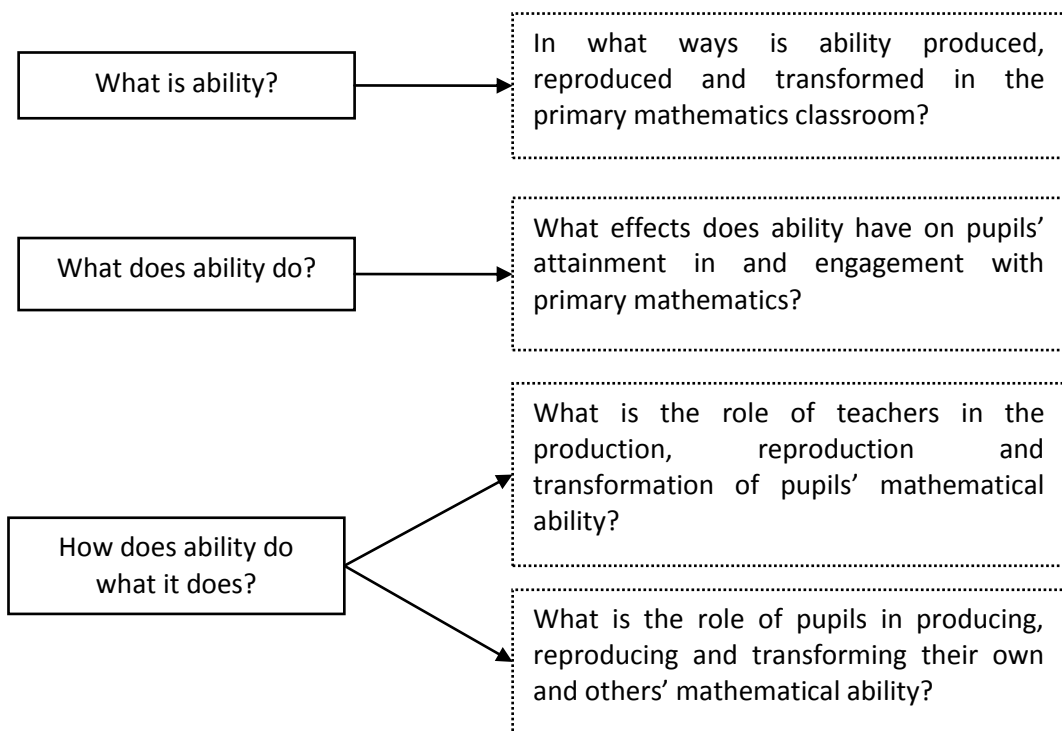 What is ability?
In what ways is ability produced,
reproduced and transformed in the
primary mathematics classroom?
What does ability do?
What effects does ability have on pupils’
attainment in and engagement with
primary mathematics?
How does ability do
what it does?
What is the role of teachers in the
production, reproduction and
transformation of pupils’ mathematical
ability?
What is the role of pupils in producing,
reproducing and transforming their own
and others’ mathematical ability?